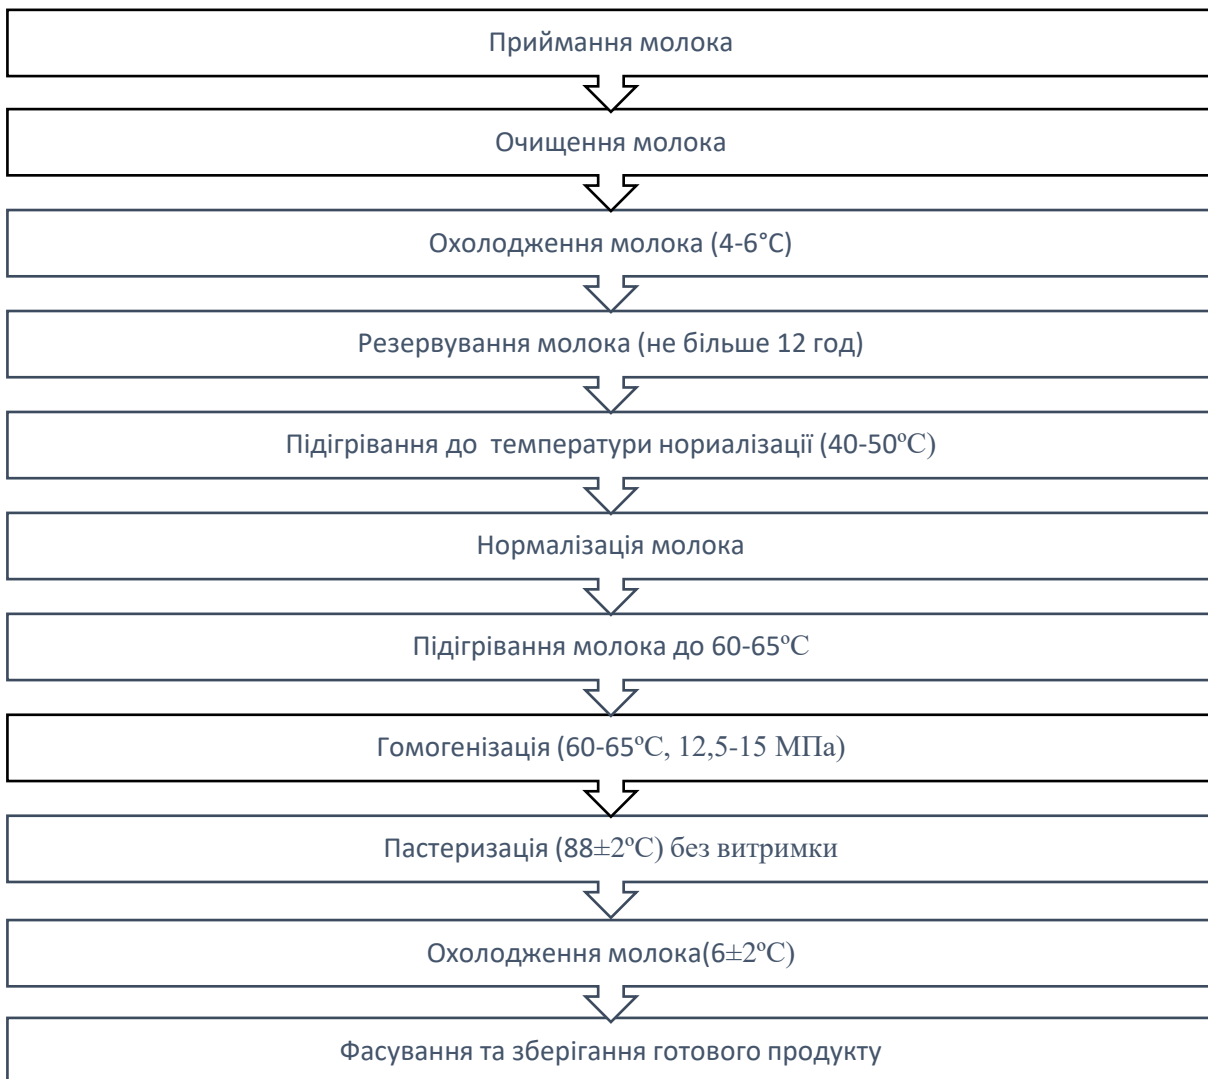 Приймання молока
Очищення молока
Охолодження молока (4-6°С)
Резервування молока (не більше 12 год)
Підігрівання до  температури нориалізації (40-50ºС)
Нормалізація молока
Підігрівання молока до 60-65ºС
Гомогенізація (60-65ºС, 12,5-15 МПа)
Пастеризація (88±2ºС) без витримки
Охолодження молока(6±2ºС)
Фасування та зберігання готового продукту